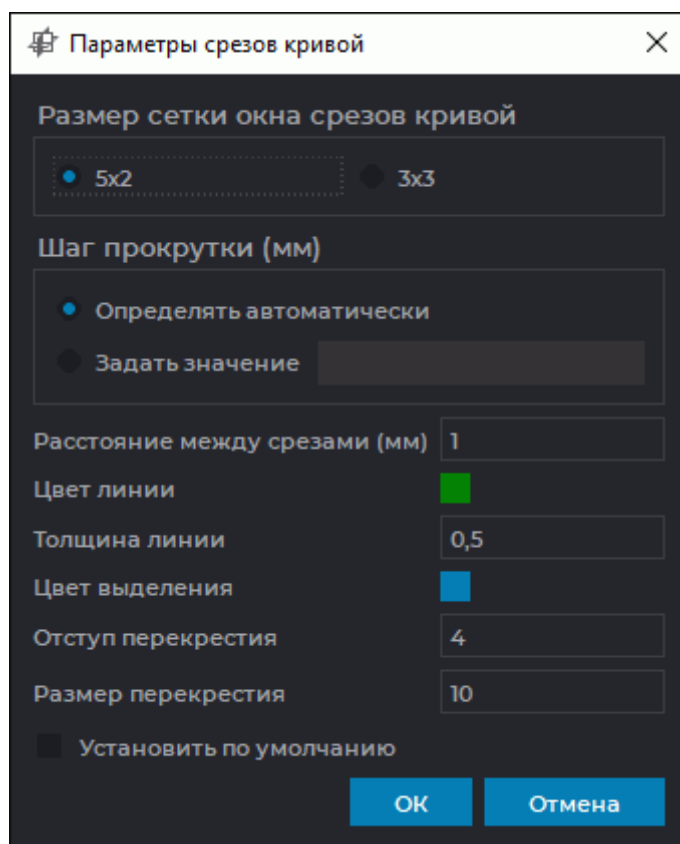 Параметры срезов кривой
Размер сетки окна срезов кривой
5x2 3x3
Шаг прокрутки (мм)
Определять автоматически
Задать значение
Расстояние между срезами (мм) 1
Цвет линии
Толщина линии 0,5
Цвет выделения
Отступ перекрестия 4
Размер перекрестия 10
Установить по умолчанию
ОК Отмена